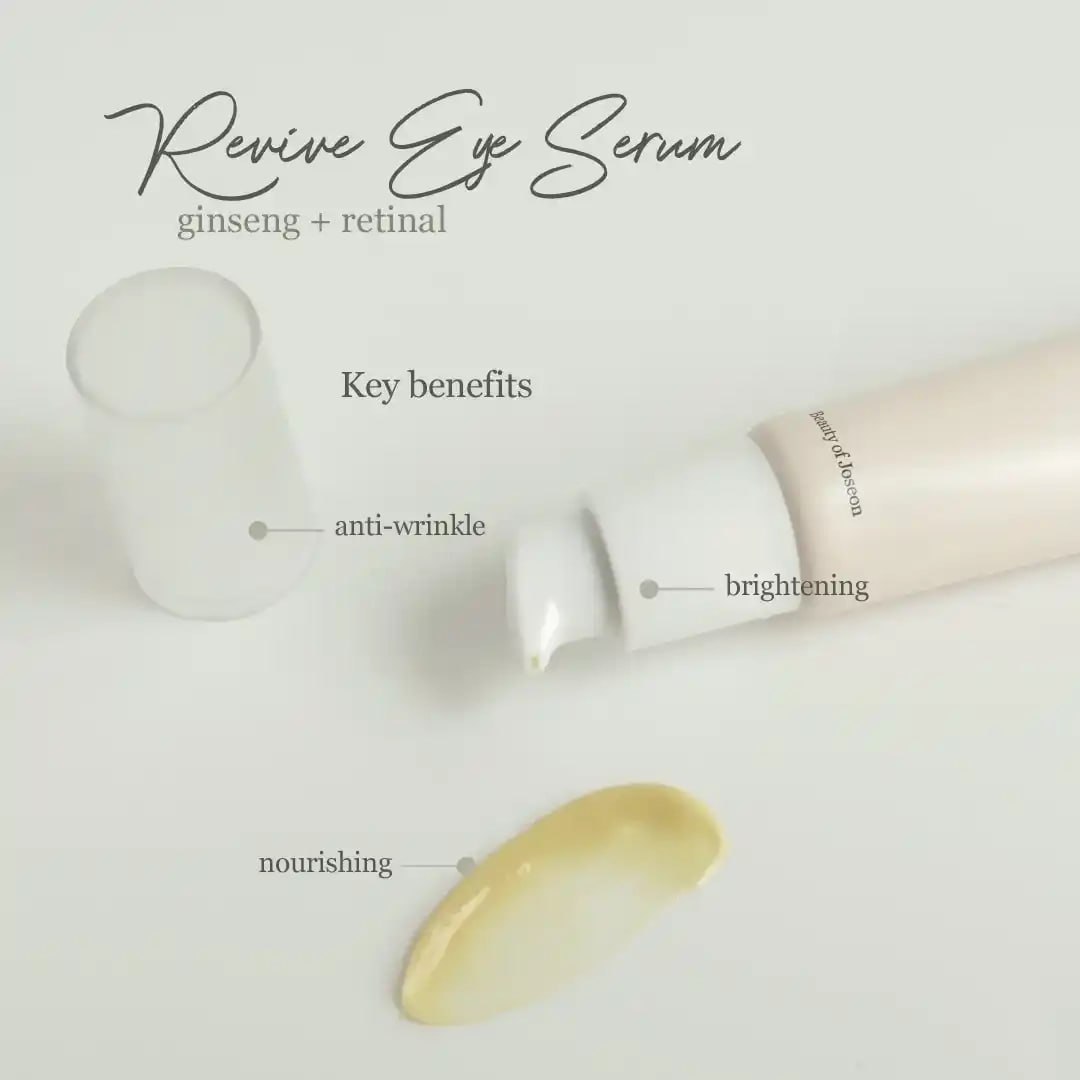 Revive Eye Serum
ginseng + retinal
Key benefits
Beauty of Joseon
anti-wrinkle
brightening
nourishing